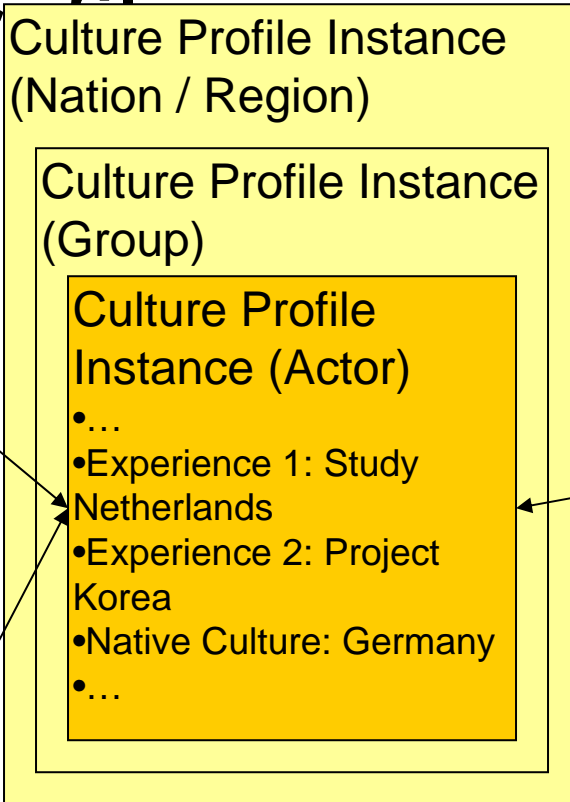 Culture Profile Instance
(Nation / Region)
Culture Profile Instance
(Group)
Culture Profile
Instance (Actor)
•…
•Experience 1: Study
Netherlands
•Experience 2: Project
Korea
•Native Culture: Germany
•…